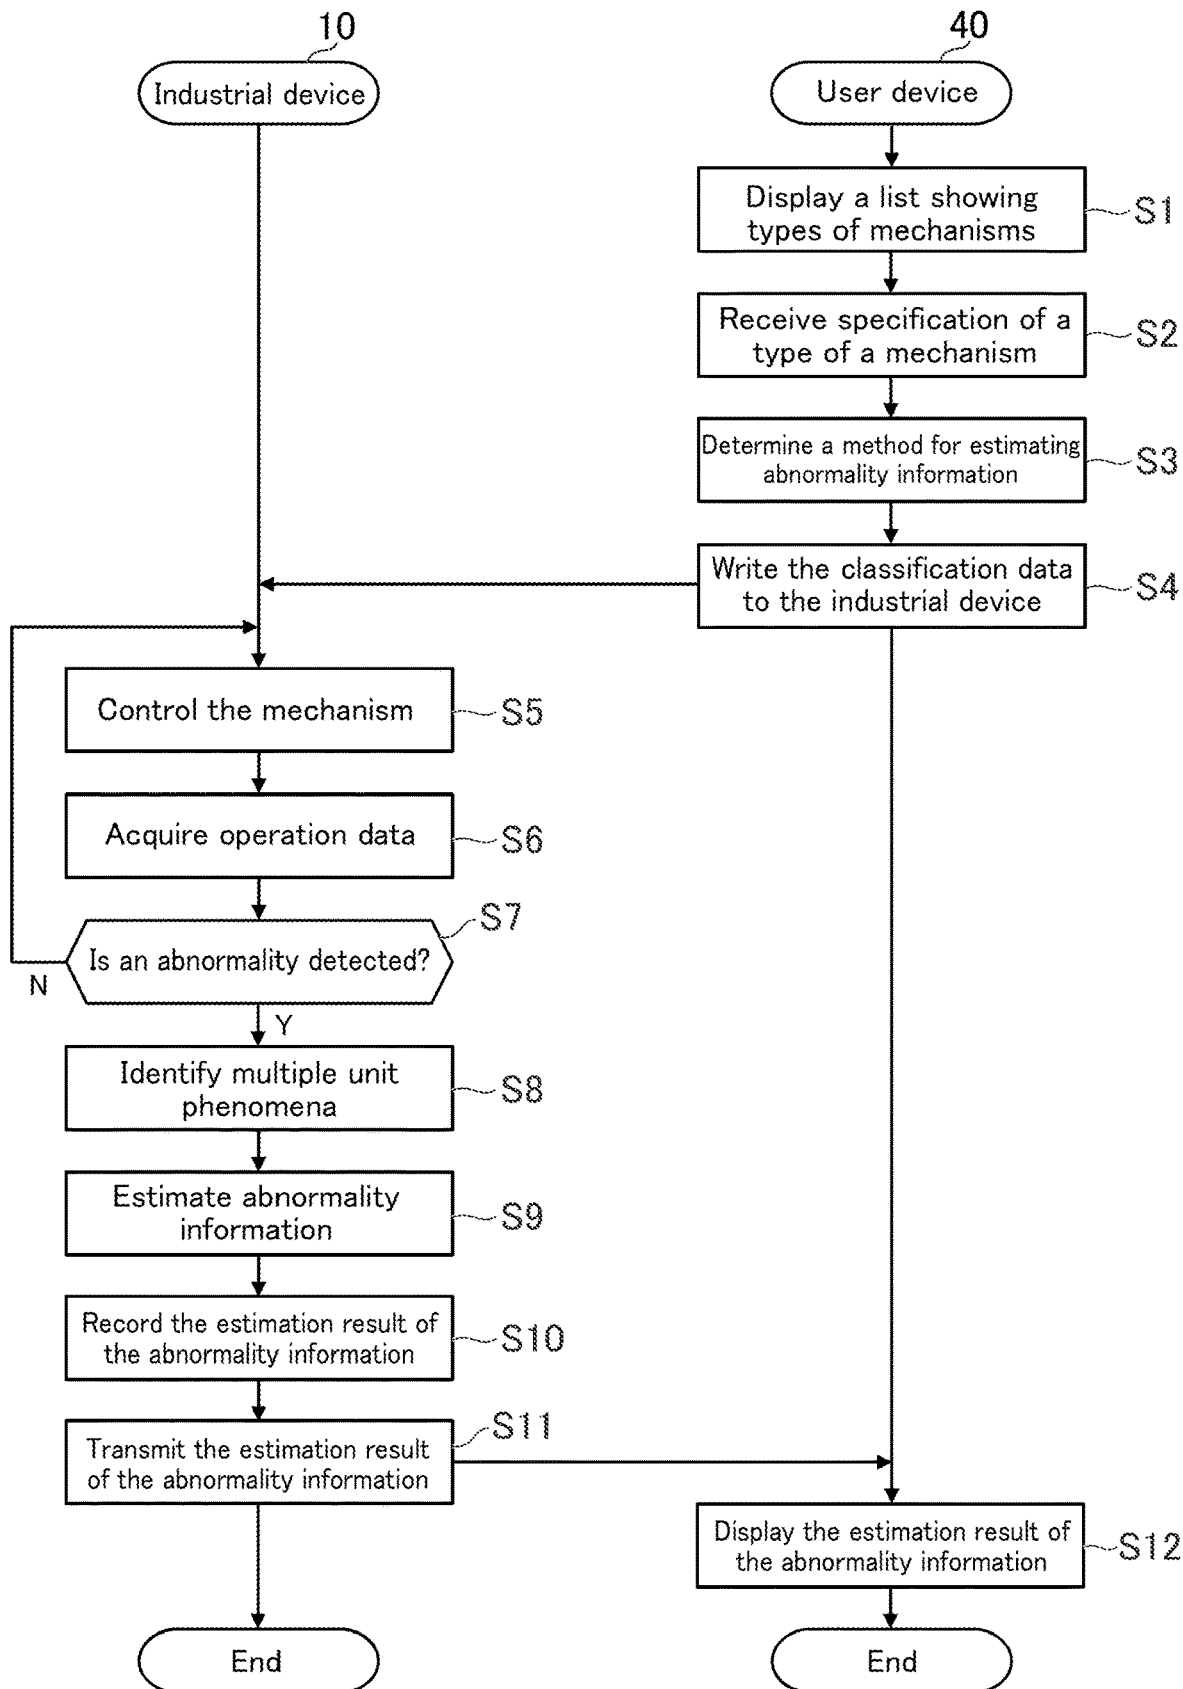 10
Industrial device
40
User device
Display a list showing
types of mechanisms
S1
Receive specification of a
type of a mechanism
S2
Determine a method for estimating
abnormality information
S3
Write the classification data
to the industrial device
S4
Control the mechanism
S5
Acquire operation data
S6
Is an abnormality detected?
S7
N
Y
Identify multiple unit
phenomena
S8
Estimate abnormality
information
S9
Record the estimation result of
the abnormality information
S10
Transmit the estimation result
of the abnormality information
S11
Display the estimation result of
the abnormality information
S12
End
End